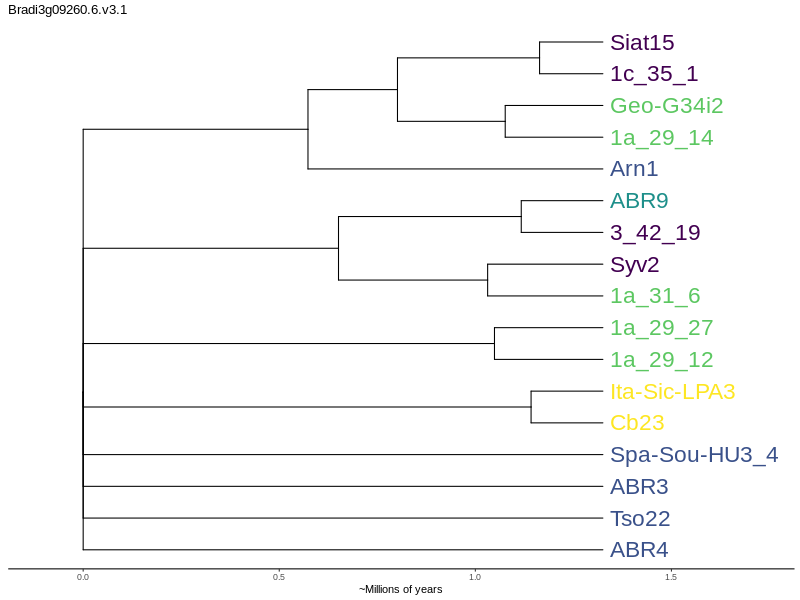 Bradi3g09260.6.v3.1
Siat15
1c_35_1
Geo-G34i2
1a_29_14
Arn1
ABR9
3_42_19
Syv2
1a_31_6
1a_29_27
1a_29_12
Ita-Sic-LPA3
Cb23
Spa-Sou-HU3_4
ABR3
Tso22
ABR4
0.0 0.5 1.0 1.5
~Millions of years